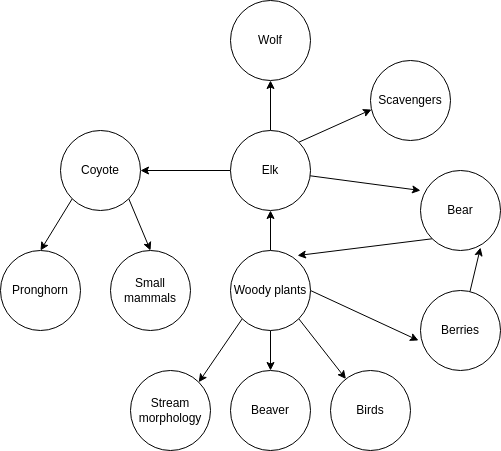 Wolf
Scavengers
Coyote
Elk
Bear
Pronghorn
Small
mammals
Woody plants
Berries
Stream
morphology
Beaver
Birds